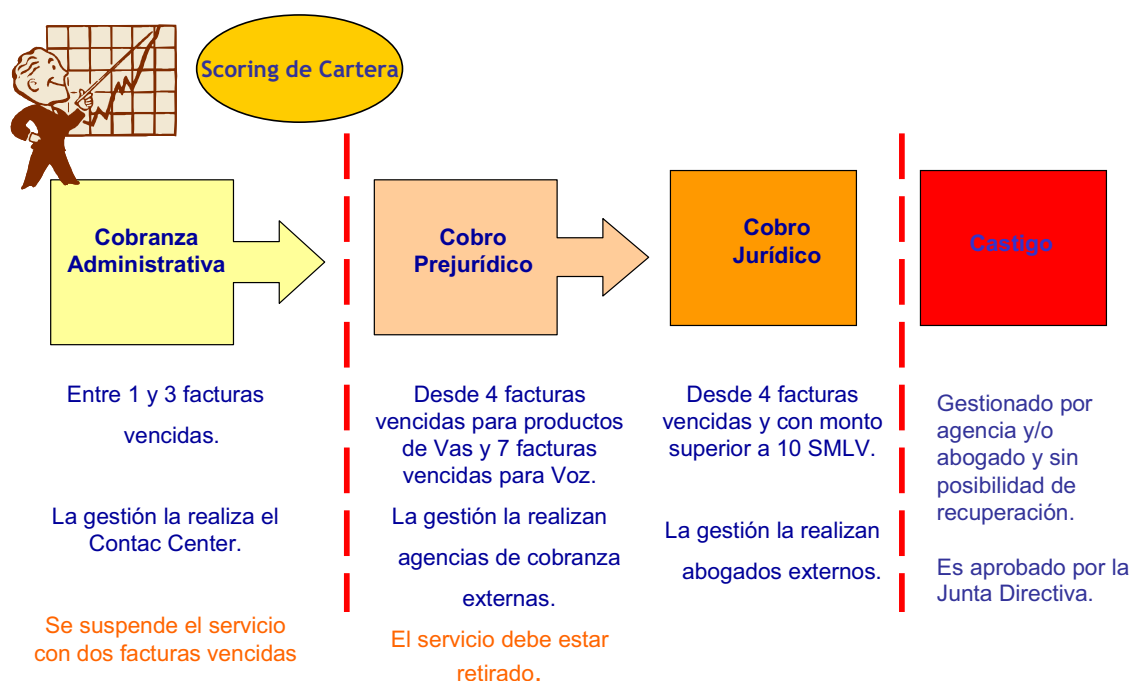 Scoring de Cartera
Cobranza
Administrativa
Cobro
Prejurídico
Cobro
Jurídico
Castigo
Entre 1 y 3 facturas
vencidas.
La gestión la realiza el
Contac Center.
Se suspende el servicio
con dos facturas vencidas
Desde 4 facturas
vencidas para productos
de Vas y 7 facturas
vencidas para Voz.
La gestión la realizan
agencias de cobranza
externas.
El servicio debe estar
retirado.
Desde 4 facturas
vencidas y con monto
superior a 10 SMLV.
La gestión la realizan
abogados externos.
Gestionado por
agencia y/o
abogado y sin
posibilidad de
recuperación.
Es aprobado por la
Junta Directiva.